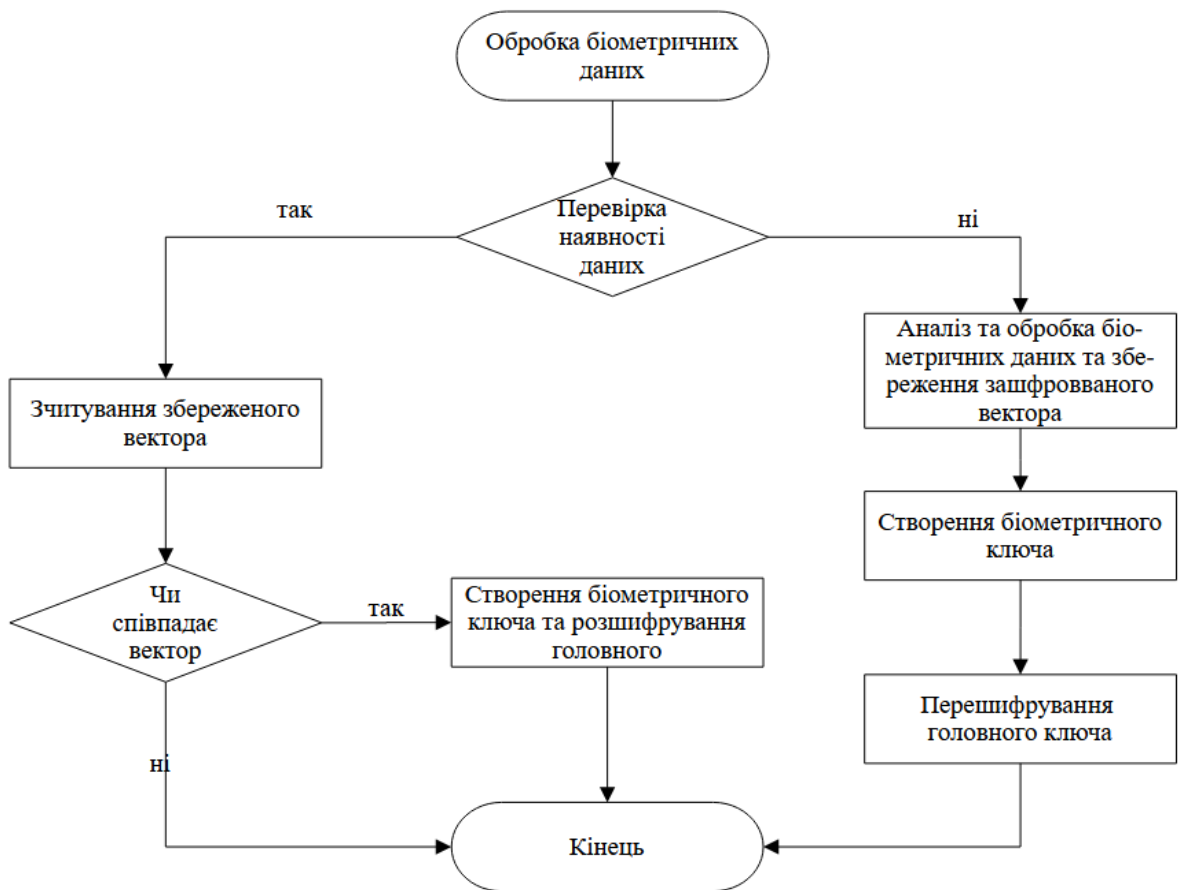 Обробка біометричних
даних
так
Перевірка
наявності
даних
ні
Аналіз та обробка біо-
метричних даних та збе-
реження зашфровваного
вектора
Зчитування збереженого
вектора
Створення біометричного
ключа
Чи
співпадає
вектор
так
Створення біометричного
ключа та розшифрування
головного
Перешифрування
головного ключа
ні
Кінець